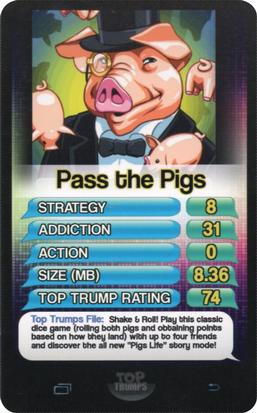 Pass the Pigs
STRATEGY 8
ADDICTION 31
ACTION 0
SIZE (MB) 8.36
TOP TRUMP RATING 74
Top Trumps File: Shake & Roll! Play this classic
dice game (rolling both pigs and obtaining points
based on how they land) with up to four friends
and discover the all new "Pigs Life" story mode!
TOP
TRUMPS